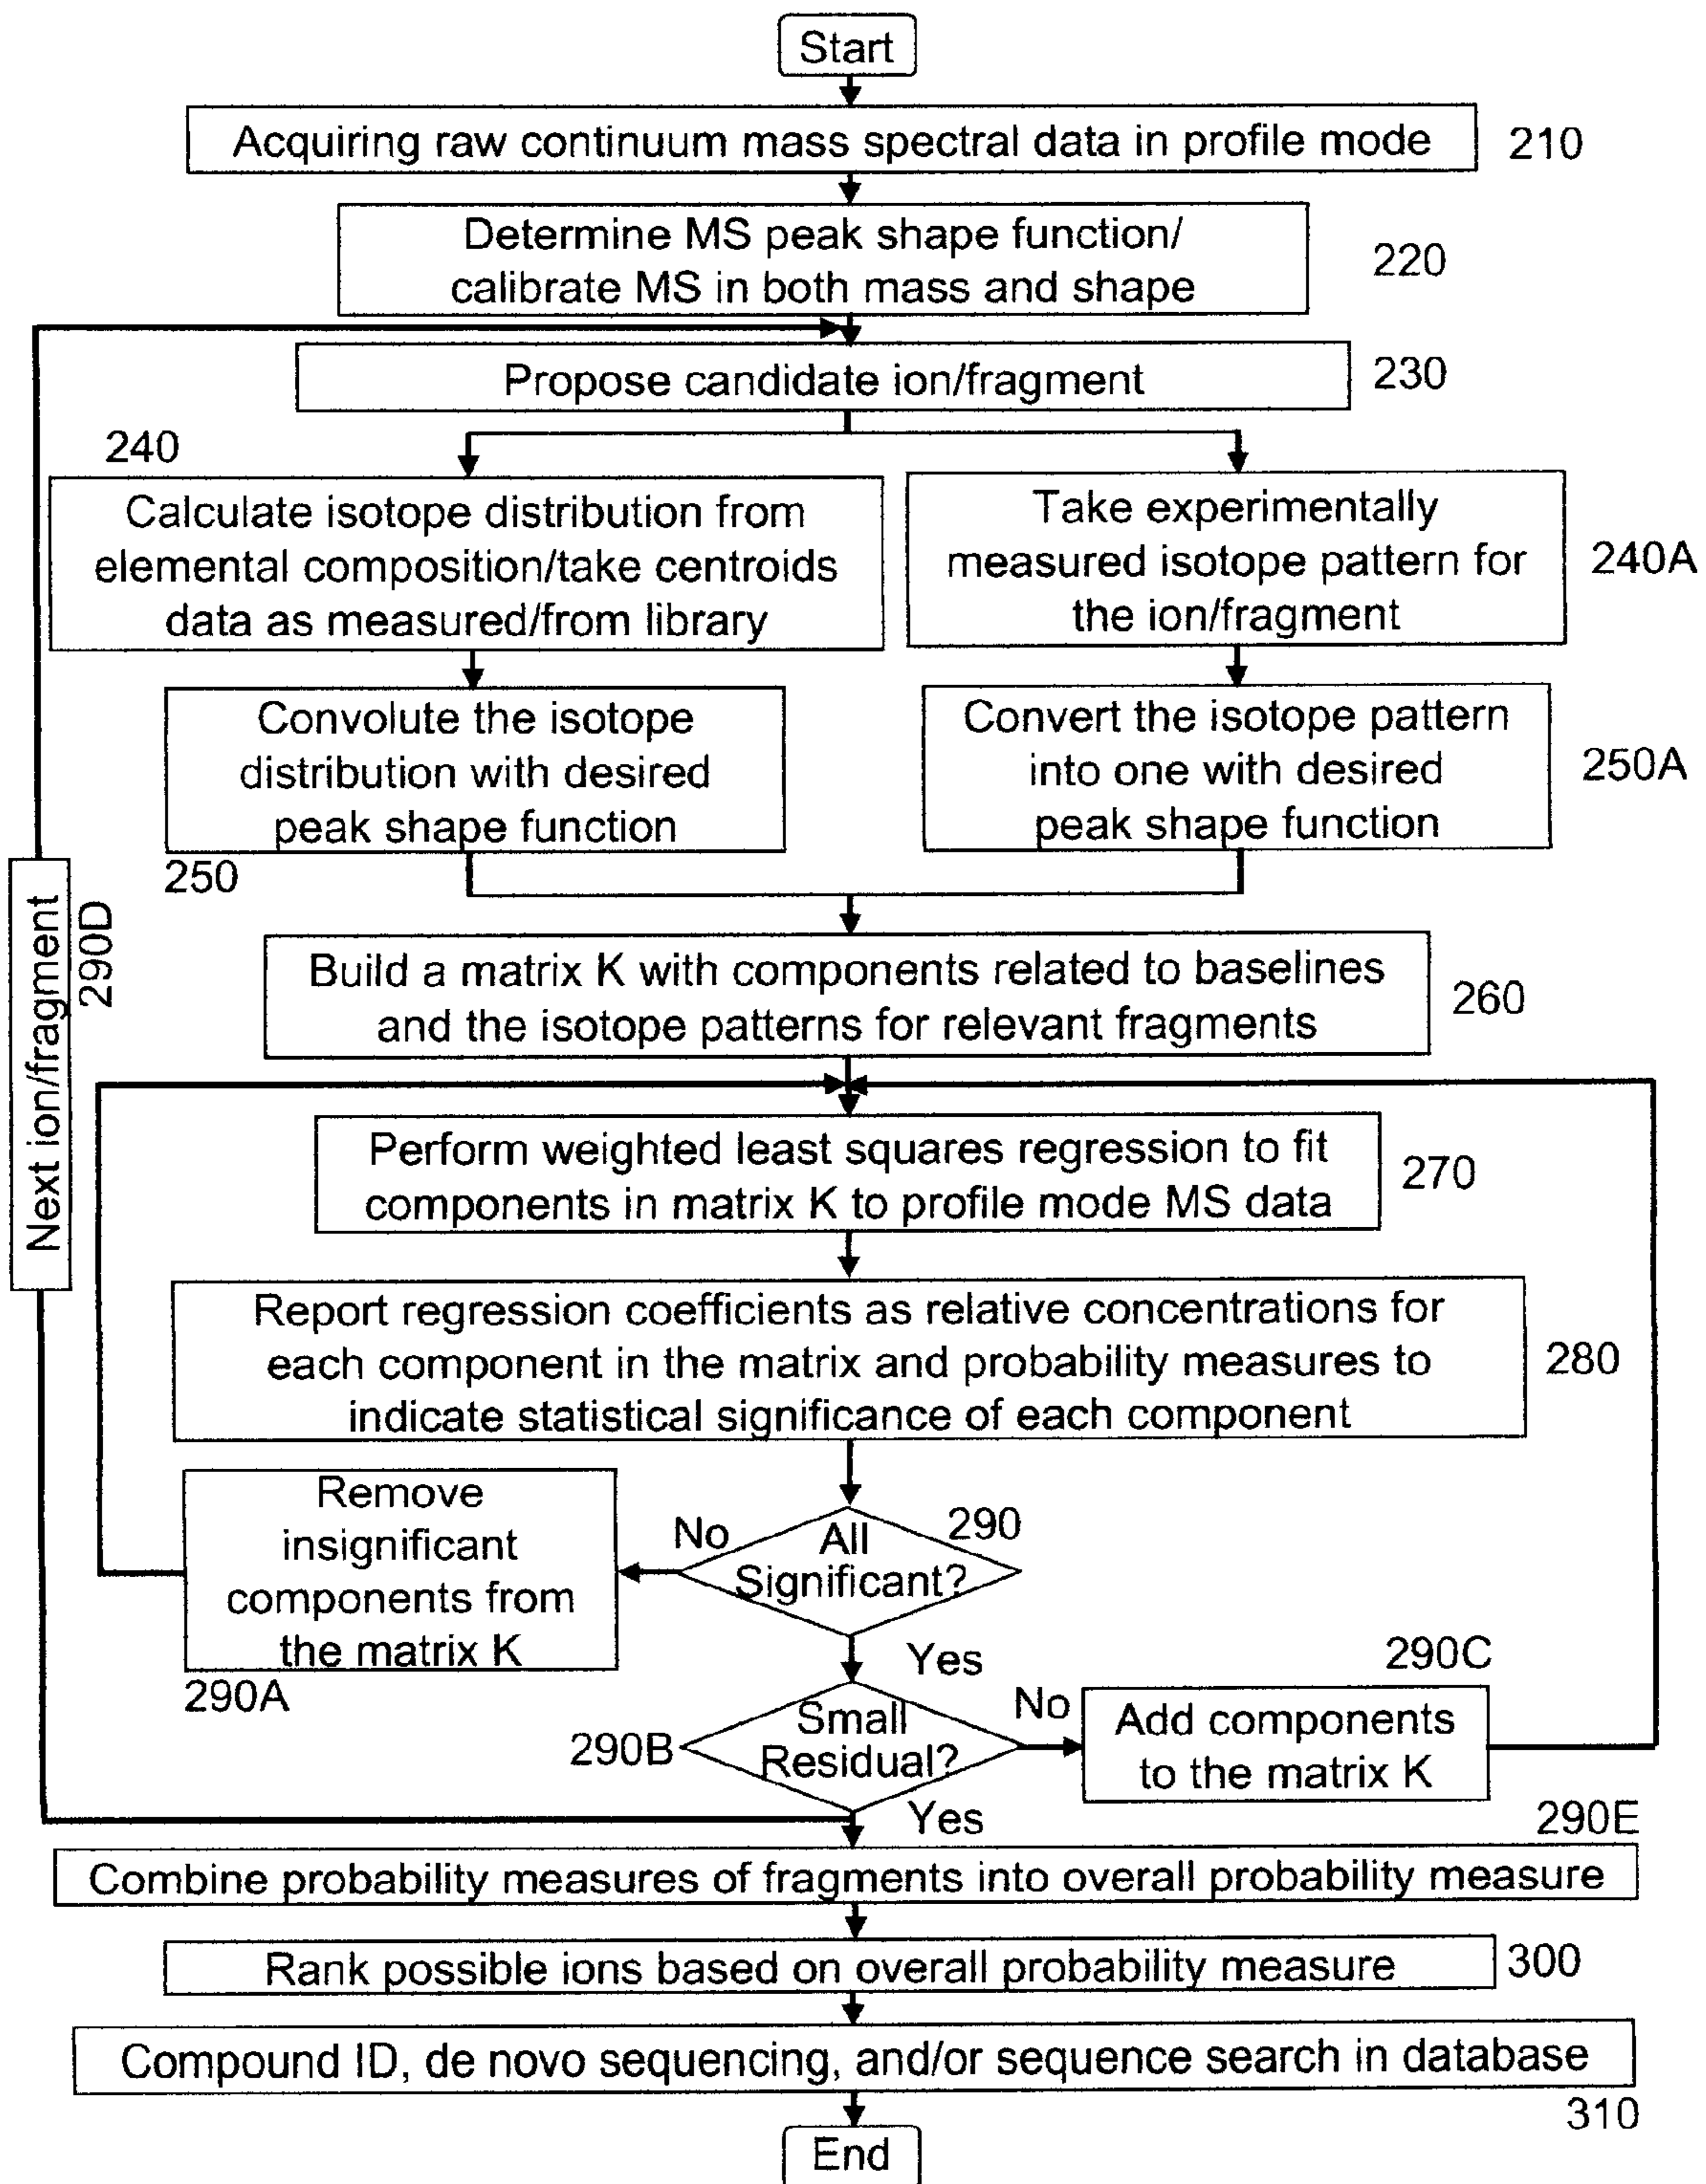 Start
Acquiring raw continuum mass spectral data in profile mode
210
Determine MS peak shape function/
calibrate MS in both mass and shape
220
Propose candidate ion/fragment
230
240
Calculate isotope distribution from
elemental composition/take centroids
data as measured/from library
Take experimentally
measured isotope pattern for
the ion/fragment
240A
Convolute the isotope
distribution with desired
peak shape function
250
Convert the isotope pattern
into one with desired
peak shape function
250A
Next ion/fragment
290D
Build a matrix K with components related to baselines
and the isotope patterns for relevant fragments
260
Perform weighted least squares regression to fit
components in matrix K to profile mode MS data
270
Report regression coefficients as relative concentrations for
each component in the matrix and probability measures to
indicate statistical significance of each component
280
All
Significant?
290
No
Remove
insignificant
components from
the matrix K
290A
Yes
Small
Residual?
290B
No
290C
Add components
to the matrix K
Yes
290E
Combine probability measures of fragments into overall probability measure
Rank possible ions based on overall probability measure
300
Compound ID, de novo sequencing, and/or sequence search in database
310
End